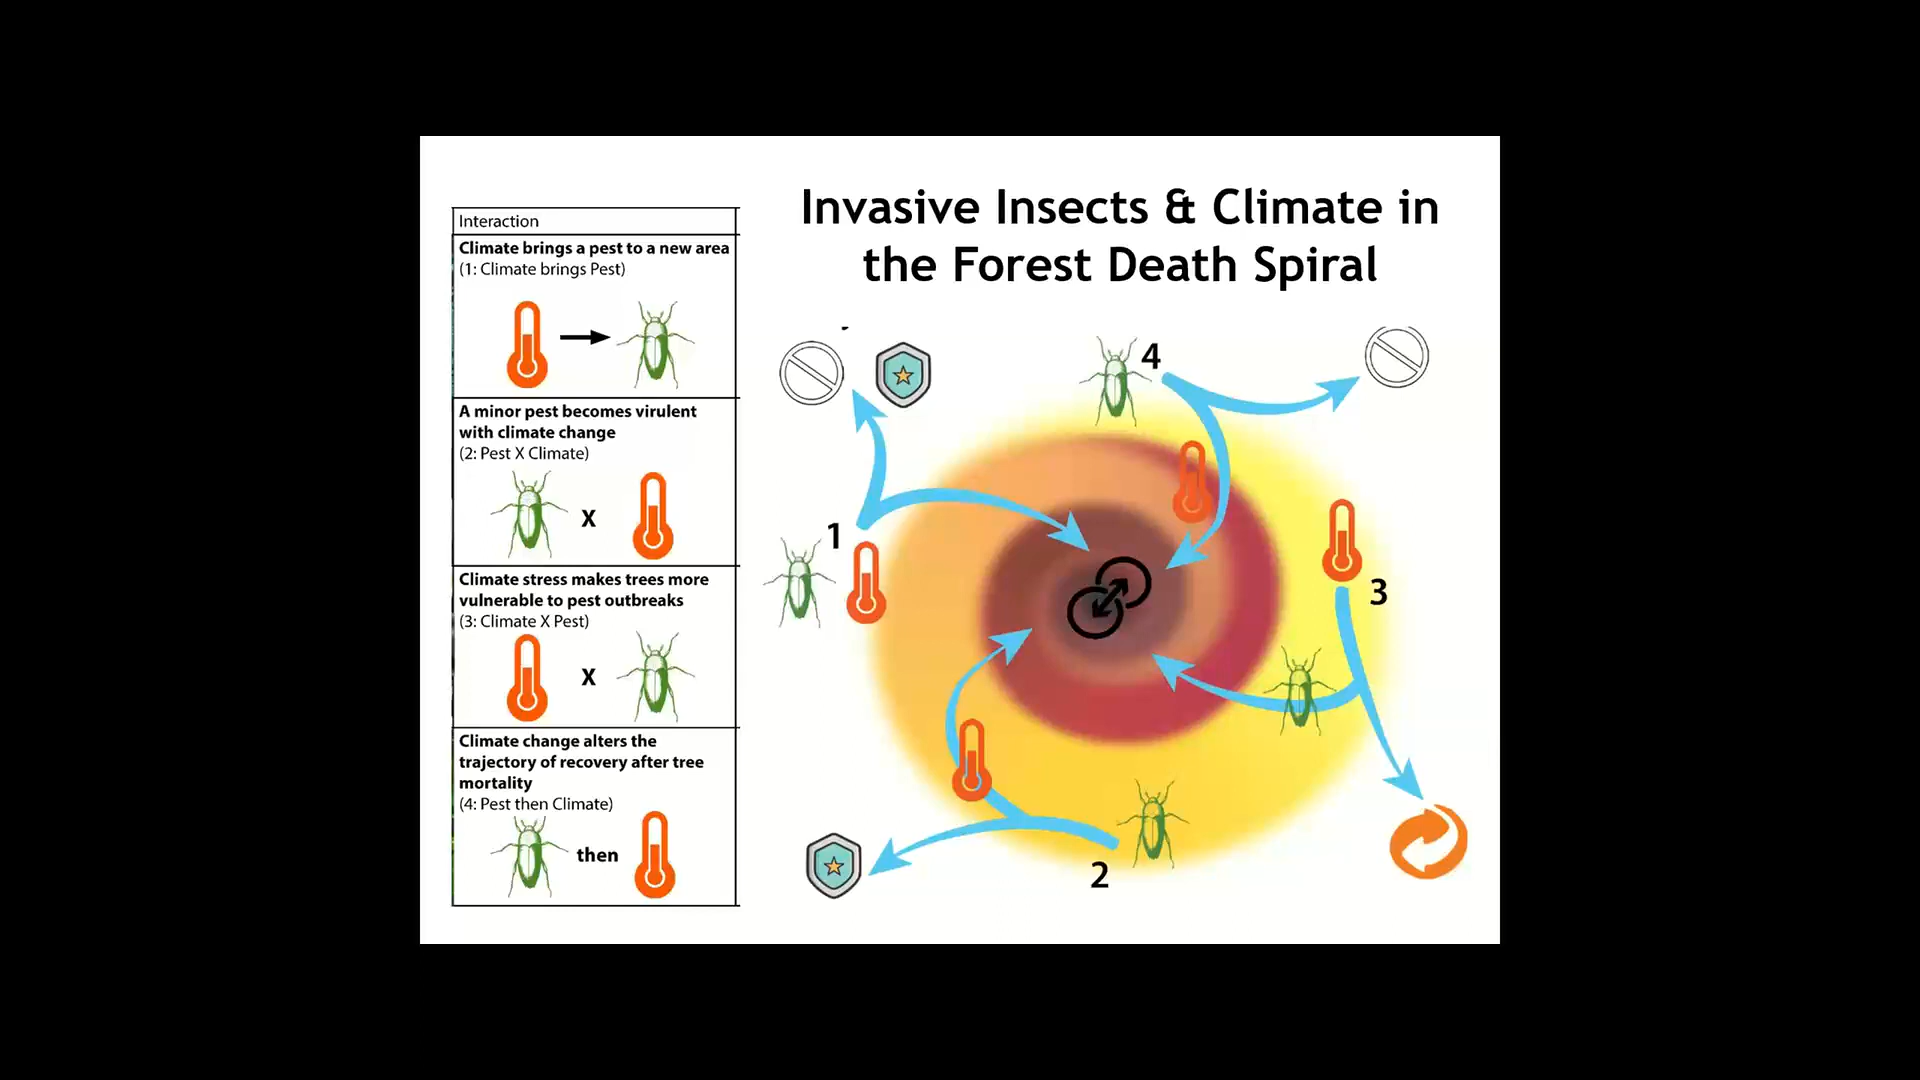 Invasive Insects & Climate in
the Forest Death Spiral
Interaction
Climate brings a pest to a new area
(1: Climate brings Pest)
A minor pest becomes virulent
with climate change
(2: Pest X Climate)
X
Climate stress makes trees more
vulnerable to pest outbreaks
(3: Climate X Pest)
X
Climate change alters the
trajectory of recovery after tree
mortality
(4: Pest then Climate)
then
4
1
3
2